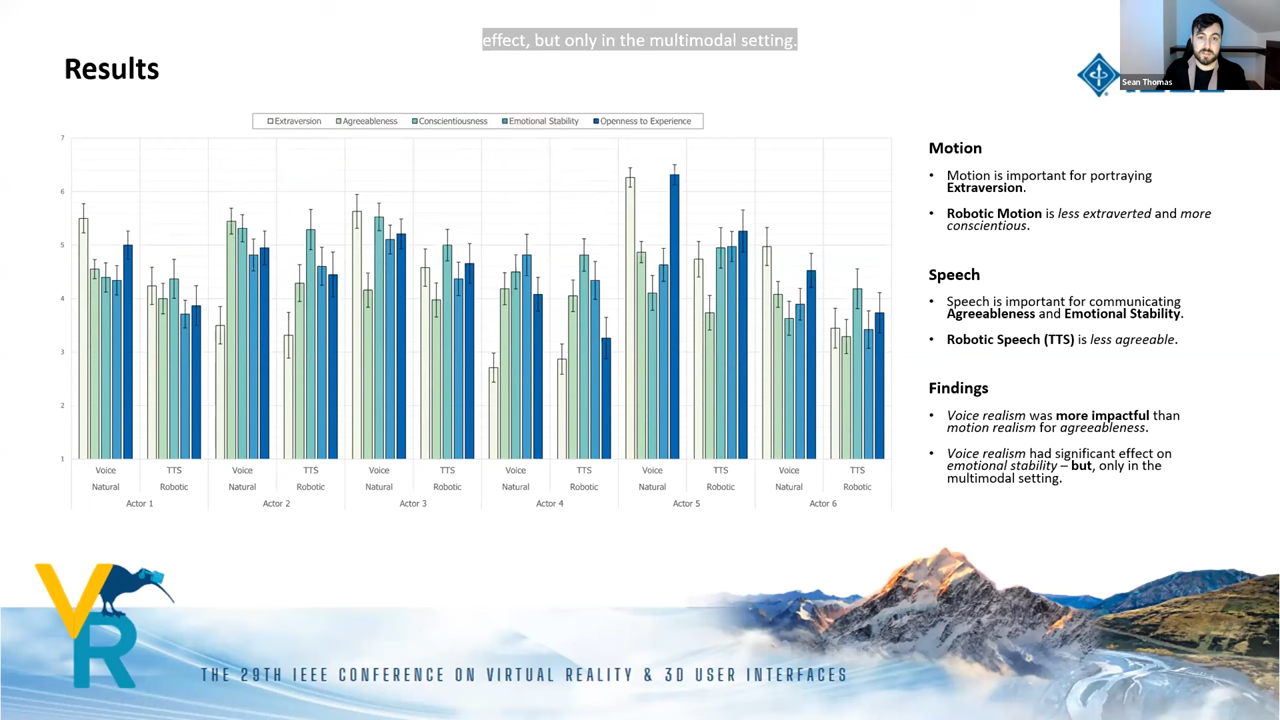 effect, but only in the multimodal setting.
Results
Sean Thomas
Extraversion Agreeableness Conscientiousness Emotional Stability Openness to Experience
7
6
5
4
3
2
1
Voice TTS Voice TTS Voice TTS Voice TTS Voice TTS Voice TTS
Natural Robotic Natural Robotic Natural Robotic Natural Robotic Natural Robotic Natural Robotic
Actor 1 Actor 2 Actor 3 Actor 4 Actor 5 Actor 6
Motion
• Motion is important for portraying
Extraversion.
• Robotic Motion is less extraverted and more
conscientious.
Speech
• Speech is important for communicating
Agreeableness and Emotional Stability.
• Robotic Speech (TTS) is less agreeable.
Findings
• Voice realism was more impactful than
motion realism for agreeableness.
• Voice realism had significant effect on
emotional stability – but, only in the
multimodal setting.
VR
THE 29TH IEEE CONFERENCE ON VIRTUAL REALITY & 3D USER INTERFACES